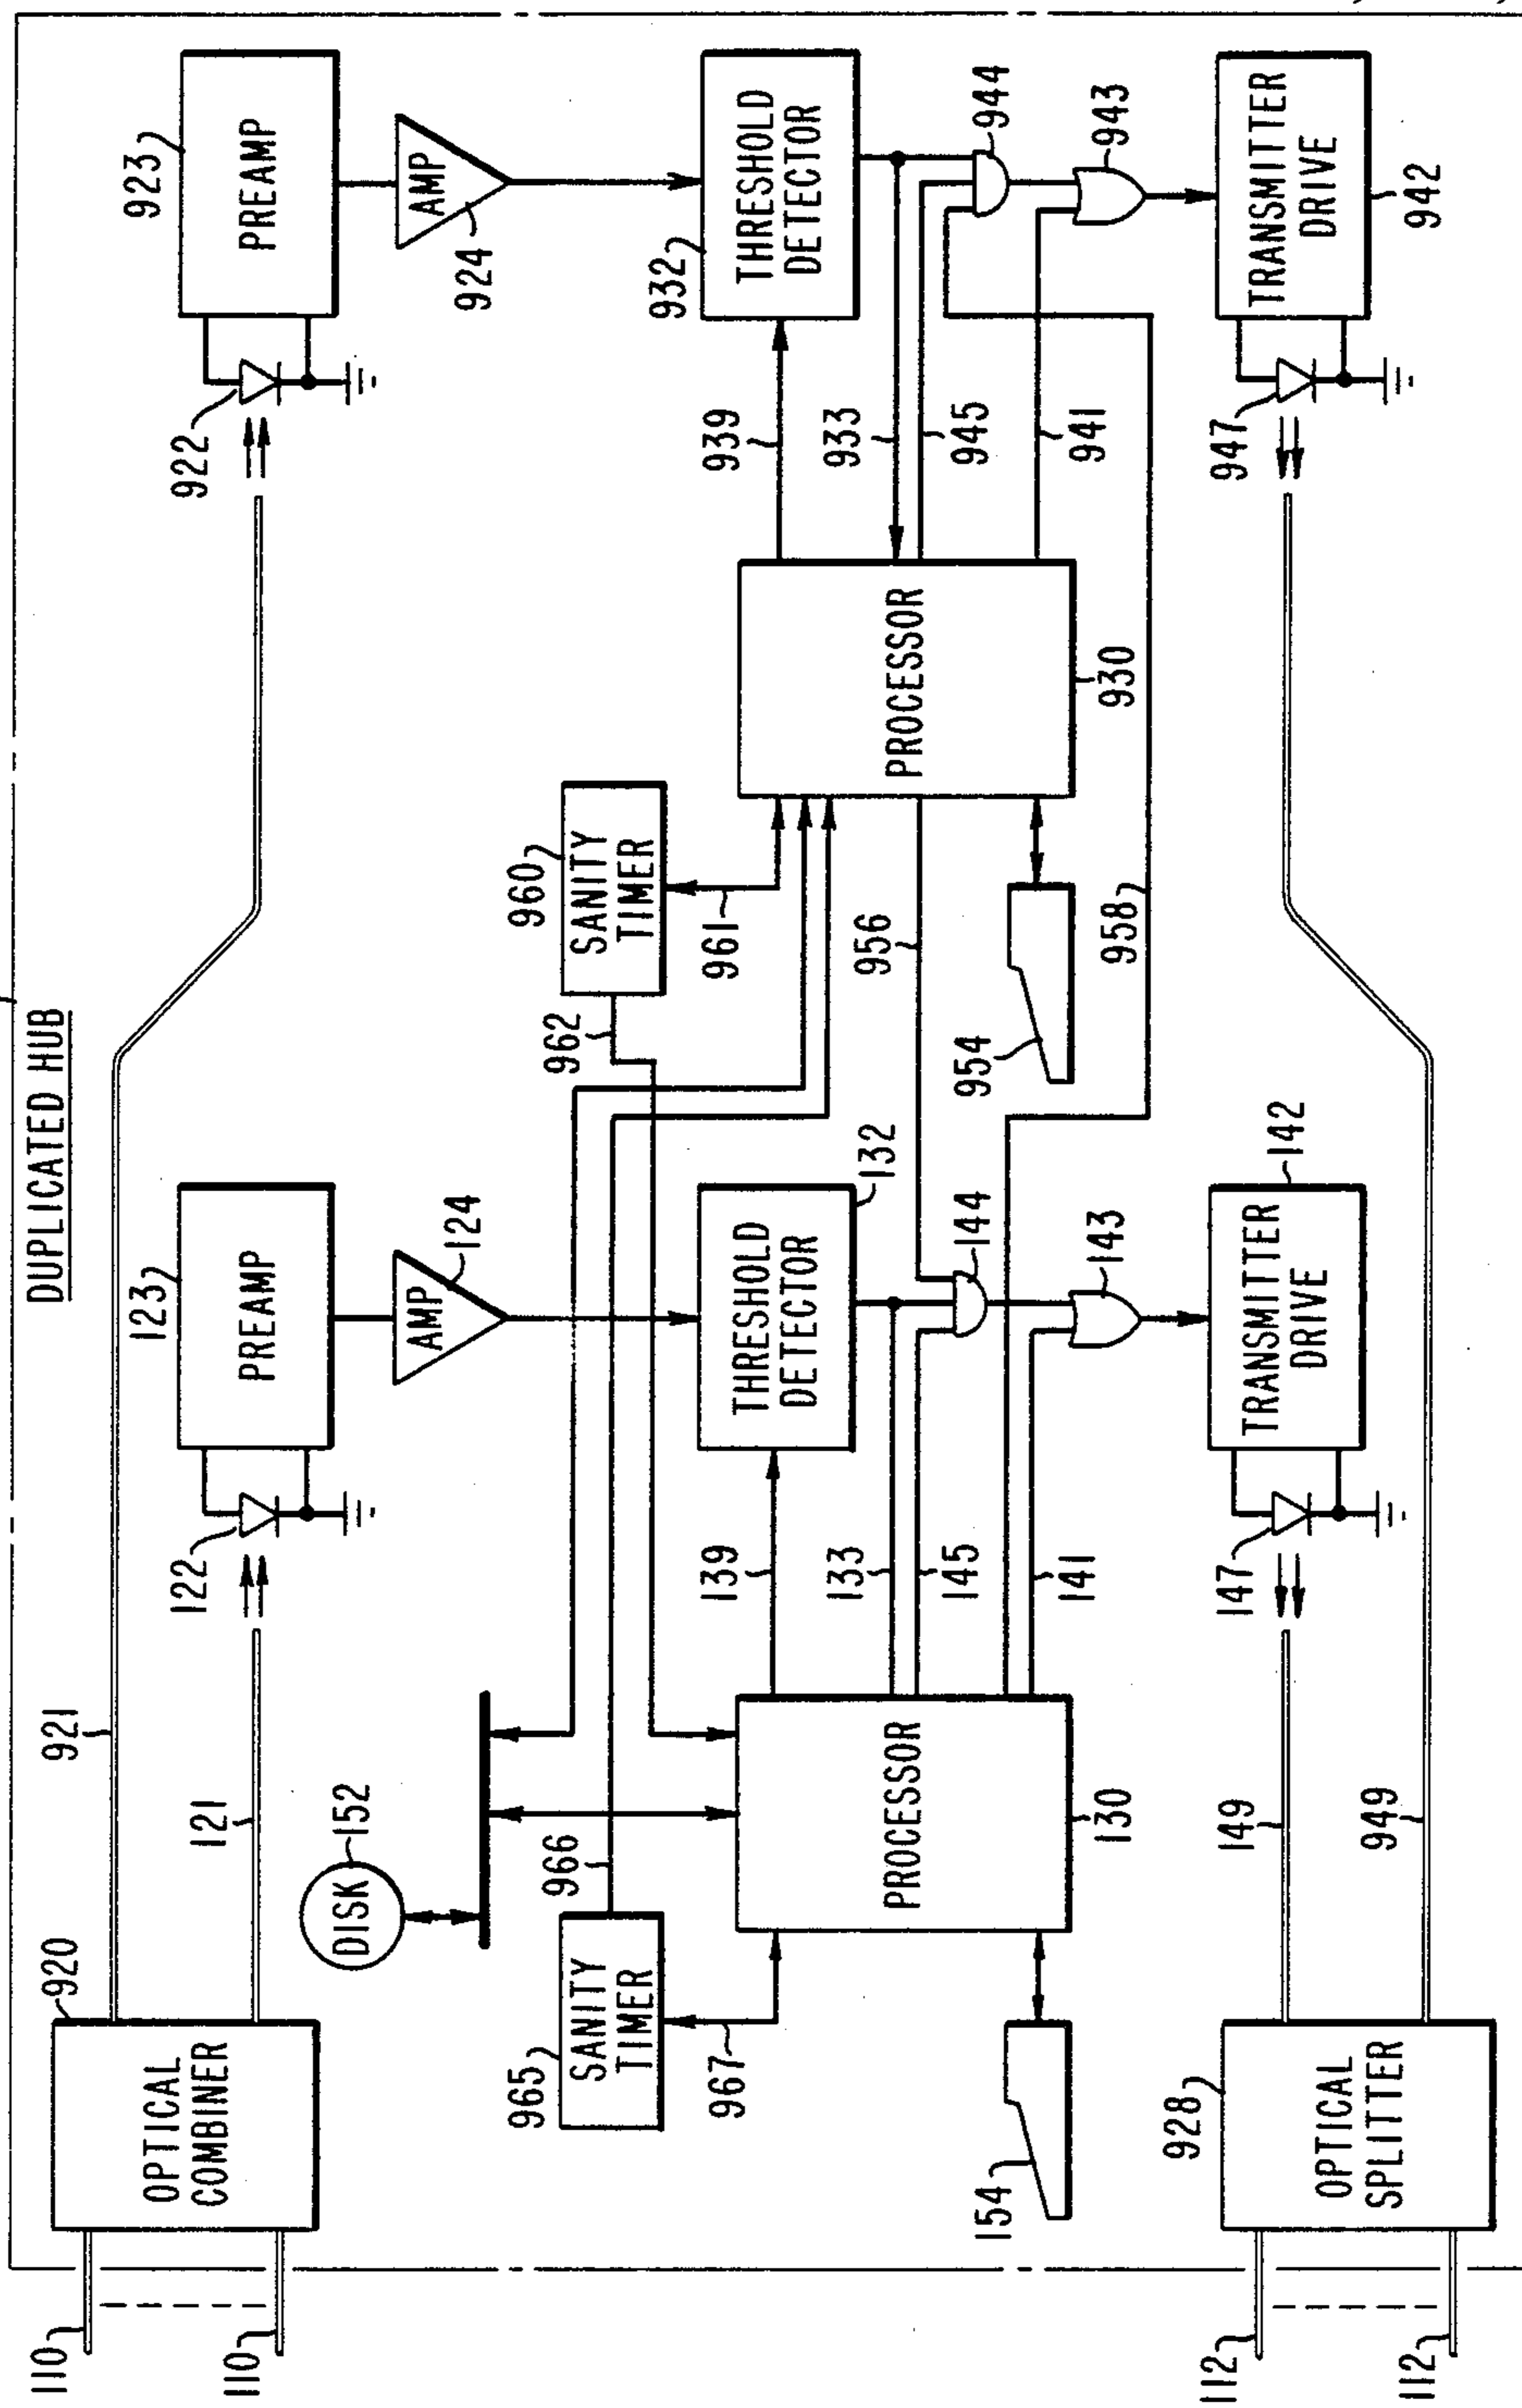 DUPLICATED HUB
110
110
OPTICAL
COMBINER
920
921
121
122
PREAMP
123
AMP
124
922
PREAMP
923
AMP
924
DISK
152
966
965
SANITY
TIMER
967
962
960
SANITY
TIMER
961
PROCESSOR
130
154
139
133
145
141
THRESHOLD
DETECTOR
132
144
143
956
954
958
PROCESSOR
930
939
933
945
941
932
THRESHOLD
DETECTOR
944
943
112
112
928
OPTICAL
SPLITTER
149
949
147
TRANSMITTER
DRIVE
142
947
TRANSMITTER
DRIVE
942